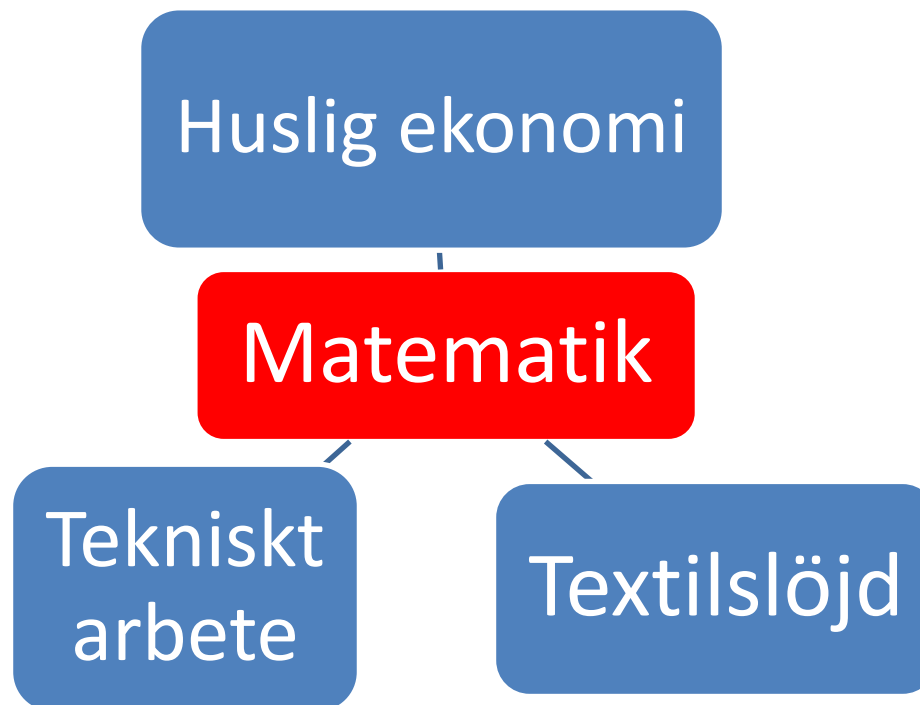 Huslig ekonomi
Matematik
Tekniskt
arbete
Textilslöjd